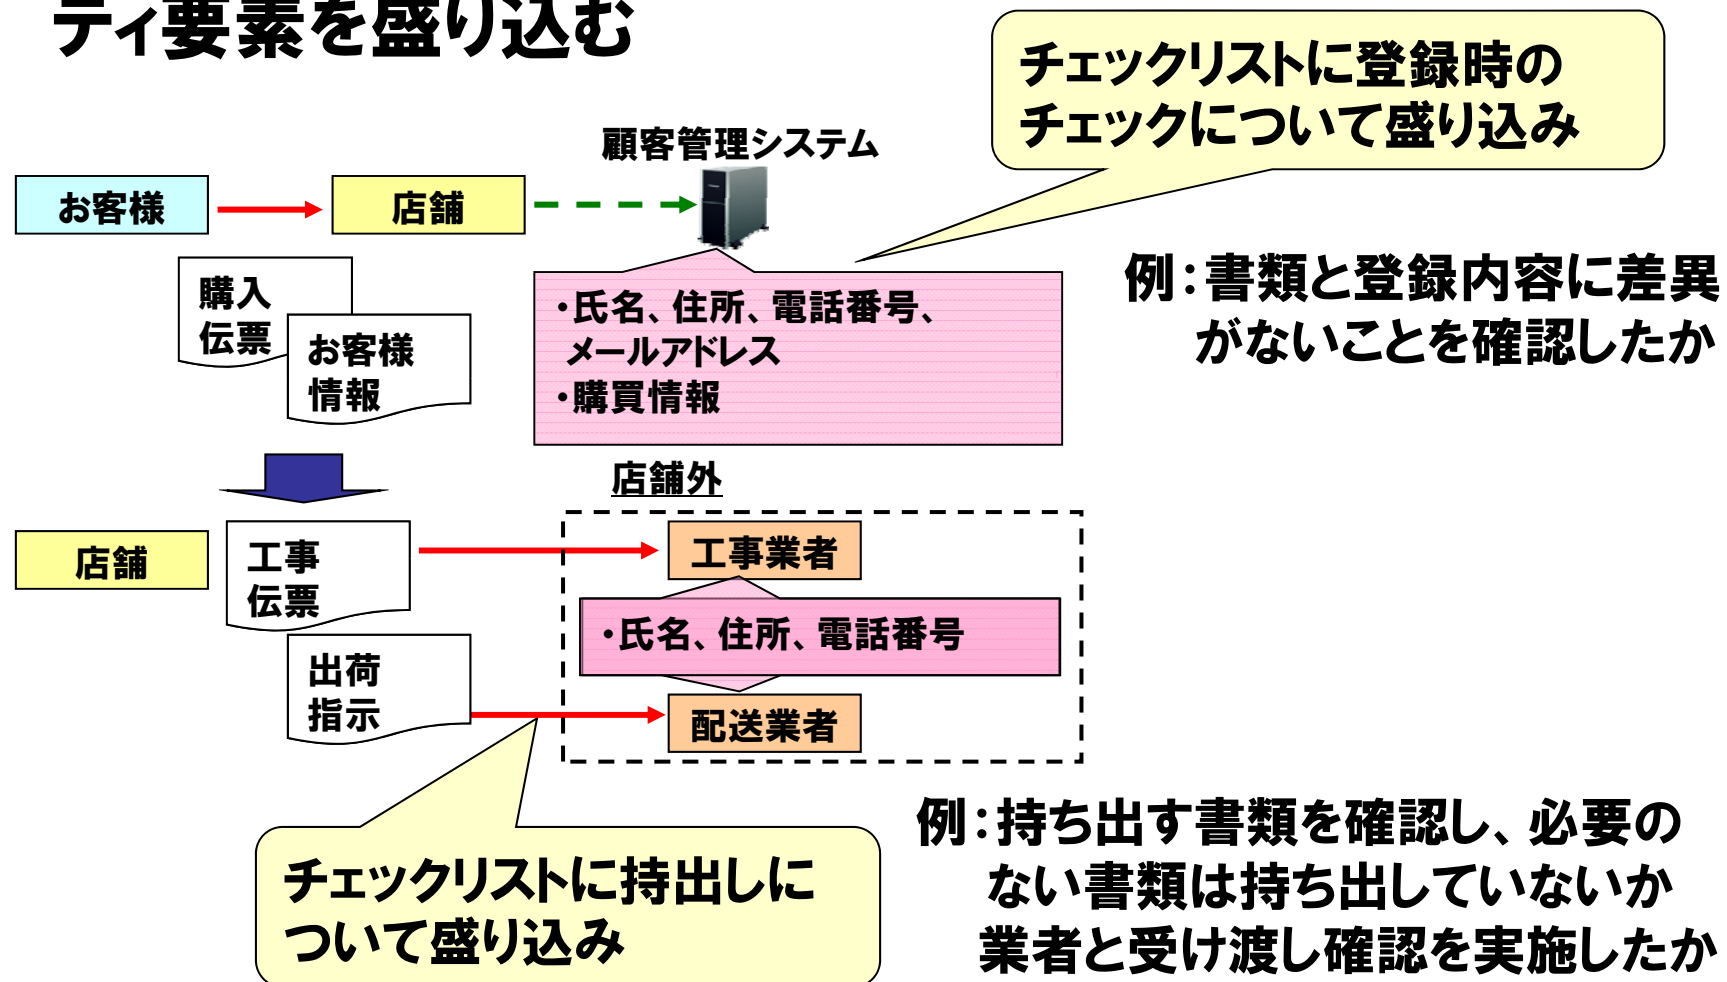 ティ要素を盛り込む
チェックリストに登録時の
チェックについて盛り込み
顧客管理システム
お客様
店舗
購入
伝票
お客様
情報
・氏名、住所、電話番号、
メールアドレス
・購買情報
例：書類と登録内容に差異
がないことを確認したか
店舗外
店舗
工事
伝票
工事業者
・氏名、住所、電話番号
出荷
指示
配送業者
チェックリストに持出しに
ついて盛り込み
例：持ち出す書類を確認し、必要の
ない書類は持ち出していないか
業者と受け渡し確認を実施したか